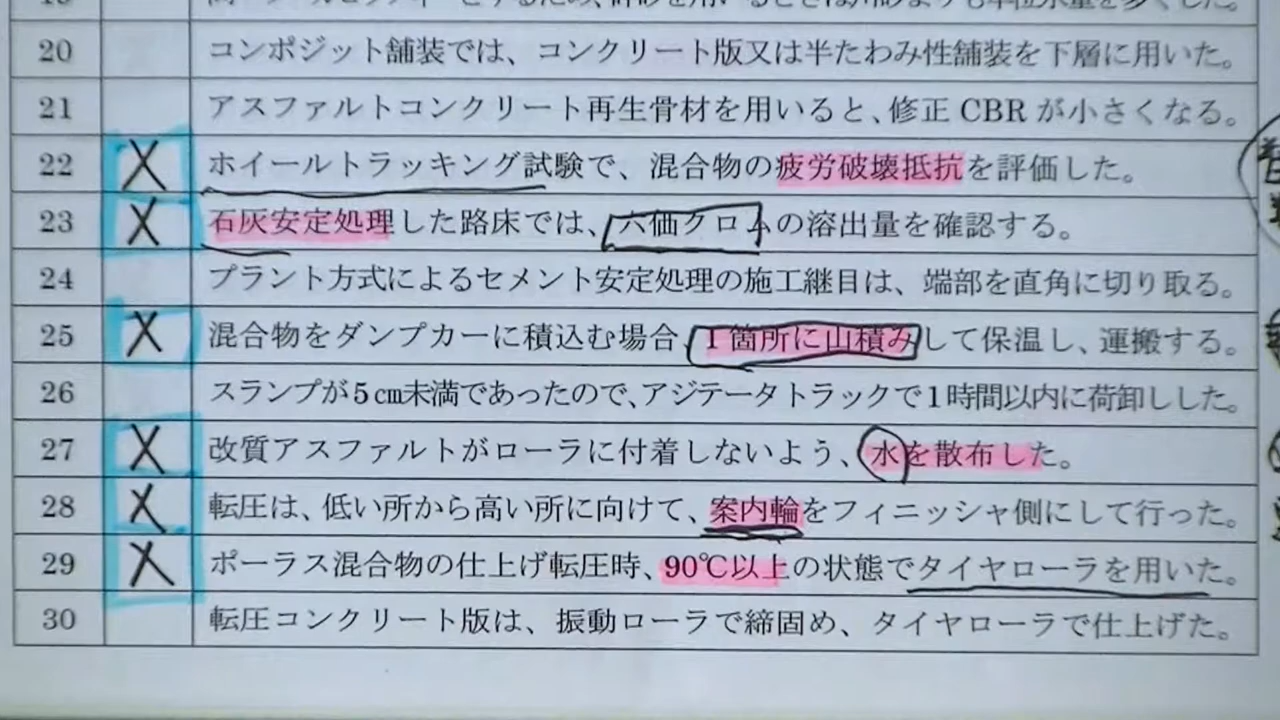 20 コンポジット舗装では、コンクリート版又は半たわみ性舗装を下層に用いた。
21 アスファルトコンクリート再生骨材を用いると、修正CBRが小さくなる。
22 X ホイールトラッキング試験で、混合物の疲労破壊抵抗を評価した。
23 X 石灰安定処理した路床では、六価クロムの溶出量を確認する。
24 プラント方式によるセメント安定処理の施工継目は、端部を直角に切り取る。
25 X 混合物をダンプカーに積込む場合、1箇所に山積みして保温し、運搬する。
26 スランプが5cm未満であったので、アジテータトラックで1時間以内に荷卸しした。
27 X 改質アスファルトがローラに付着しないよう、水を散布した。
28 X 転圧は、低い所から高い所に向けて、案内輪をフィニッシャ側にして行った。
29 X ポーラス混合物の仕上げ転圧時、90℃以上の状態でタイヤローラを用いた。
30 転圧コンクリート版は、振動ローラで締固め、タイヤローラで仕上げた。